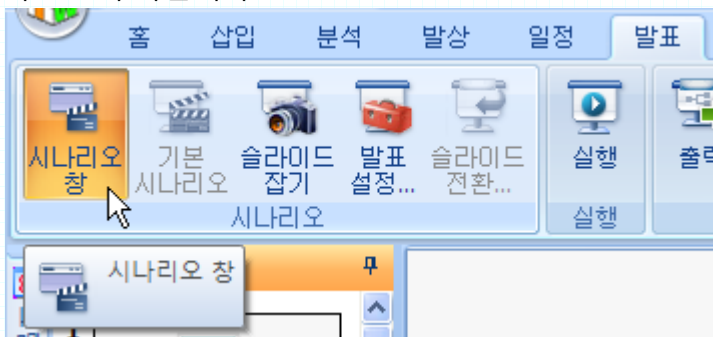 홈 삽입 분석 발상 일정 발표
시나리오 창
기본 시나리오
슬라이드 잡기
발표 설정...
슬라이드 전환...
실행
시나리오
실행
시나리오 창